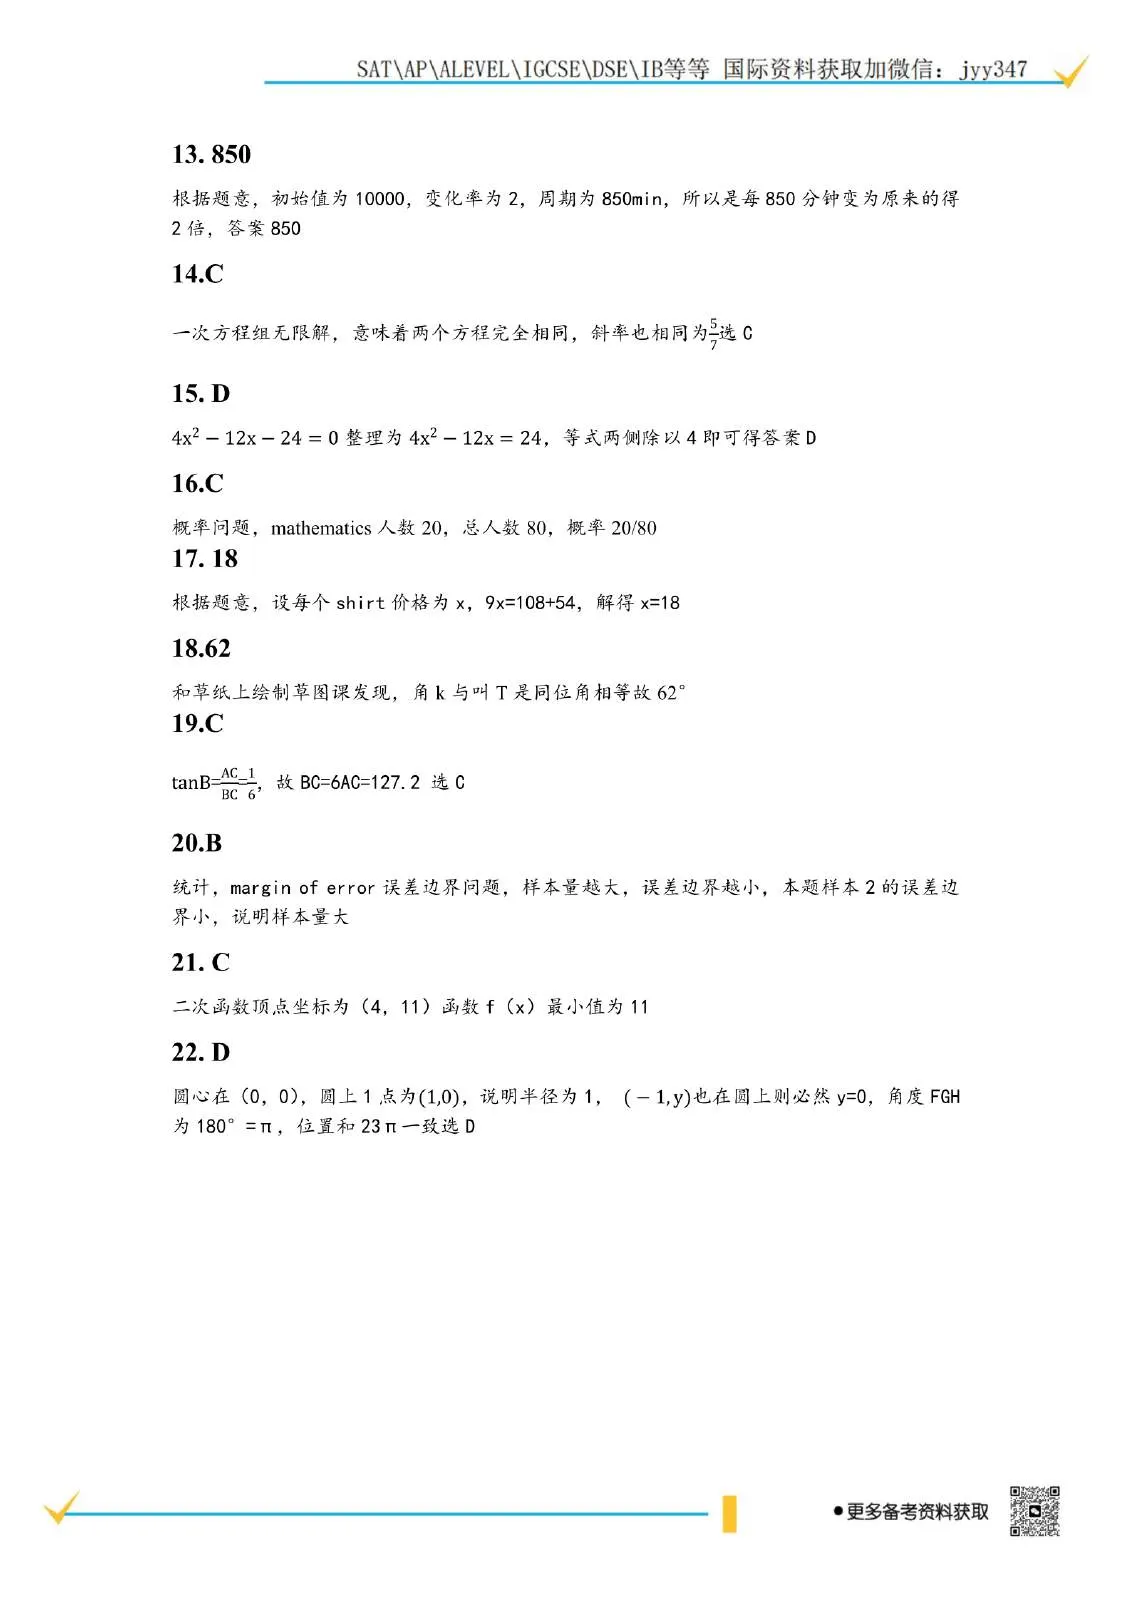 SAT\AP\ALEVEL\IGCSE\DSE\IB等等 国际资料获取加微信：jyy347
13. 850
根据题意，初始值为 10000，变化率为 2，周期为 850min，所以是每 850 分钟变为原来的得
2 倍，答案 850
14.C
一次方程组无限解，意味着两个方程完全相同，斜率也相同为5/7选 C
15. D
4x² − 12x − 24 = 0 整理为 4x² − 12x = 24，等式两侧除以 4 即可得答案 D
16.C
概率问题，mathematics 人数 20，总人数 80，概率 20/80
17. 18
根据题意，设每个 shirt 价格为 x，9x=108+54，解得 x=18
18.62
和草纸上绘制草图课发现，角 k 与叫 T 是同位角相等故 62°
19.C
tanB=AC/BC=1/6，故 BC=6AC=127.2 选 C
20.B
统计，margin of error 误差边界问题，样本量越大，误差边界越小，本题样本 2 的误差边
界小，说明样本量大
21. C
二次函数顶点坐标为（4，11）函数 f（x）最小值为 11
22. D
圆心在（0，0），圆上 1 点为(1,0)，说明半径为 1，（− 1,y)也在圆上则必然 y=0，角度 FGH
为 180° =π，位置和 23π一致选 D
●更多备考资料获取